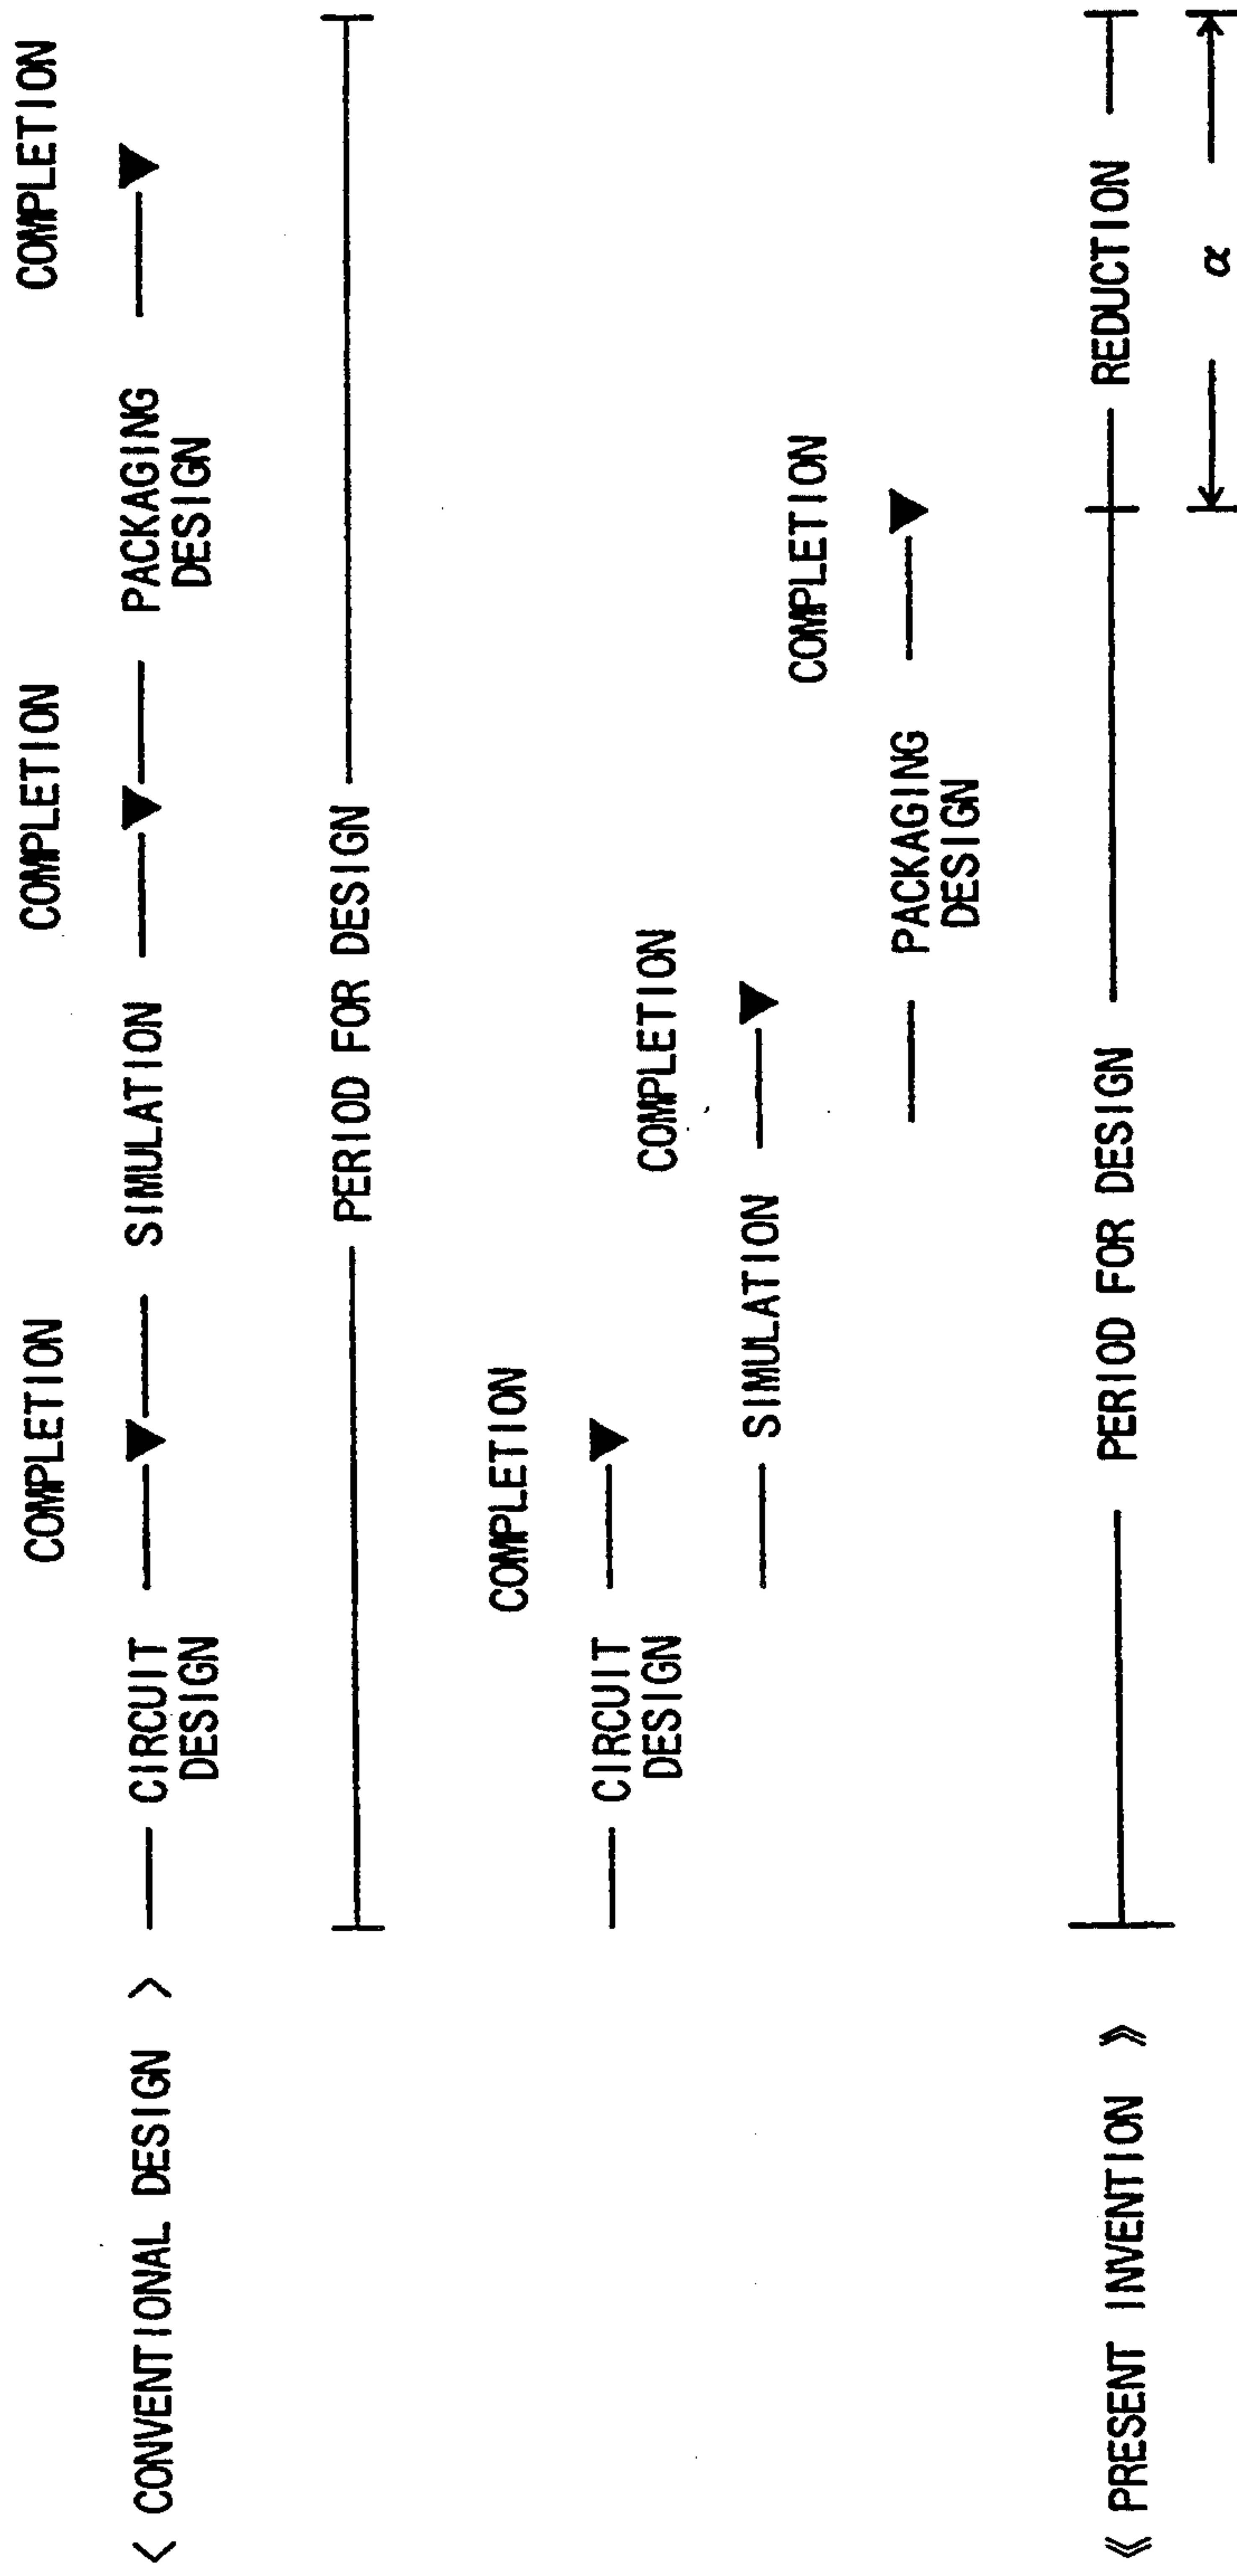 COMPLETION COMPLETION COMPLETION
< CONVENTIONAL DESIGN > CIRCUIT SIMULATION PACKAGING
DESIGN DESIGN
PERIOD FOR DESIGN
COMPLETION
CIRCUIT
DESIGN
COMPLETION
SIMULATION
COMPLETION
PACKAGING
DESIGN
《 PRESENT INVENTION 》 PERIOD FOR DESIGN REDUCTION
α